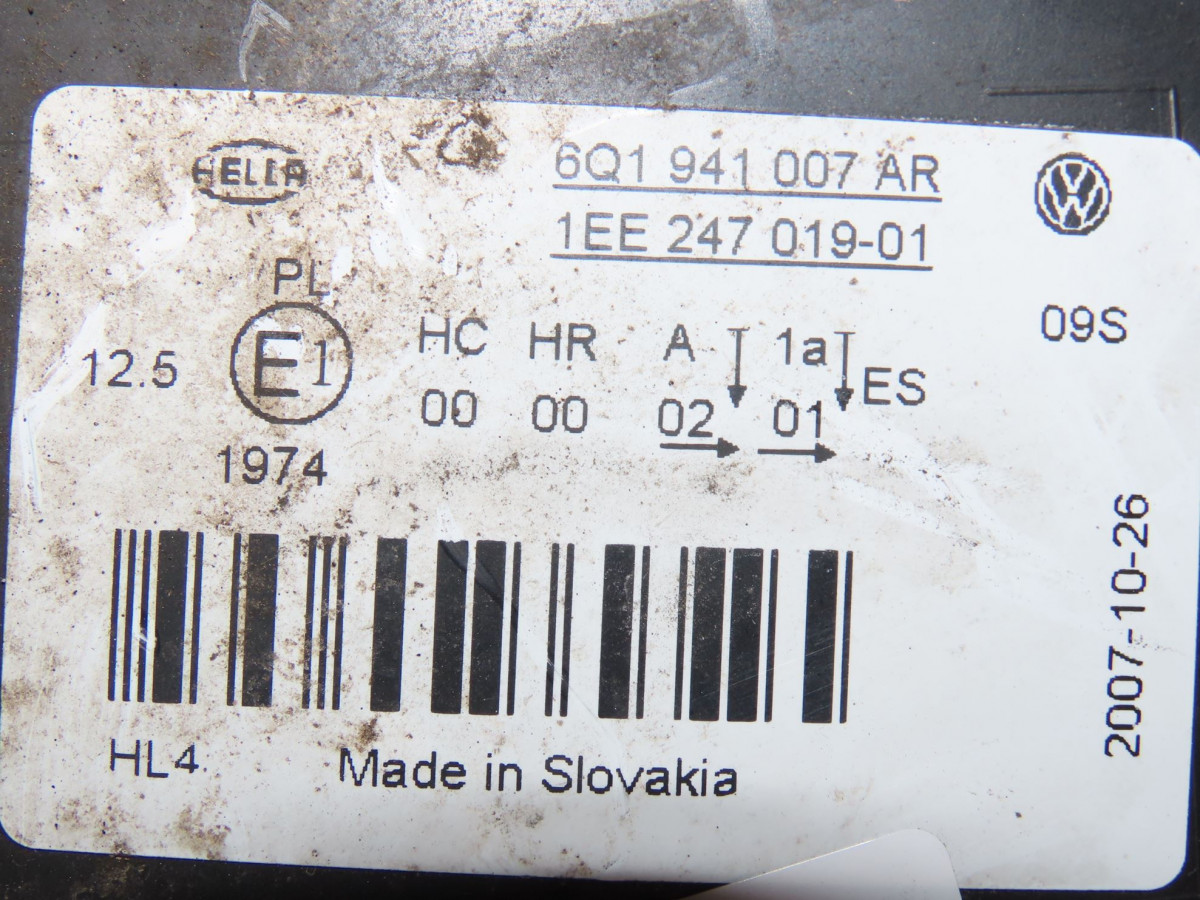 HELLA
6Q1 941 007 AR
1EE 247 019-01
VW
PL
12.5
E1
HC HR A 1a
00 00 02 01
ES
09S
1974
2007-10-26
HL4
Made in Slovakia